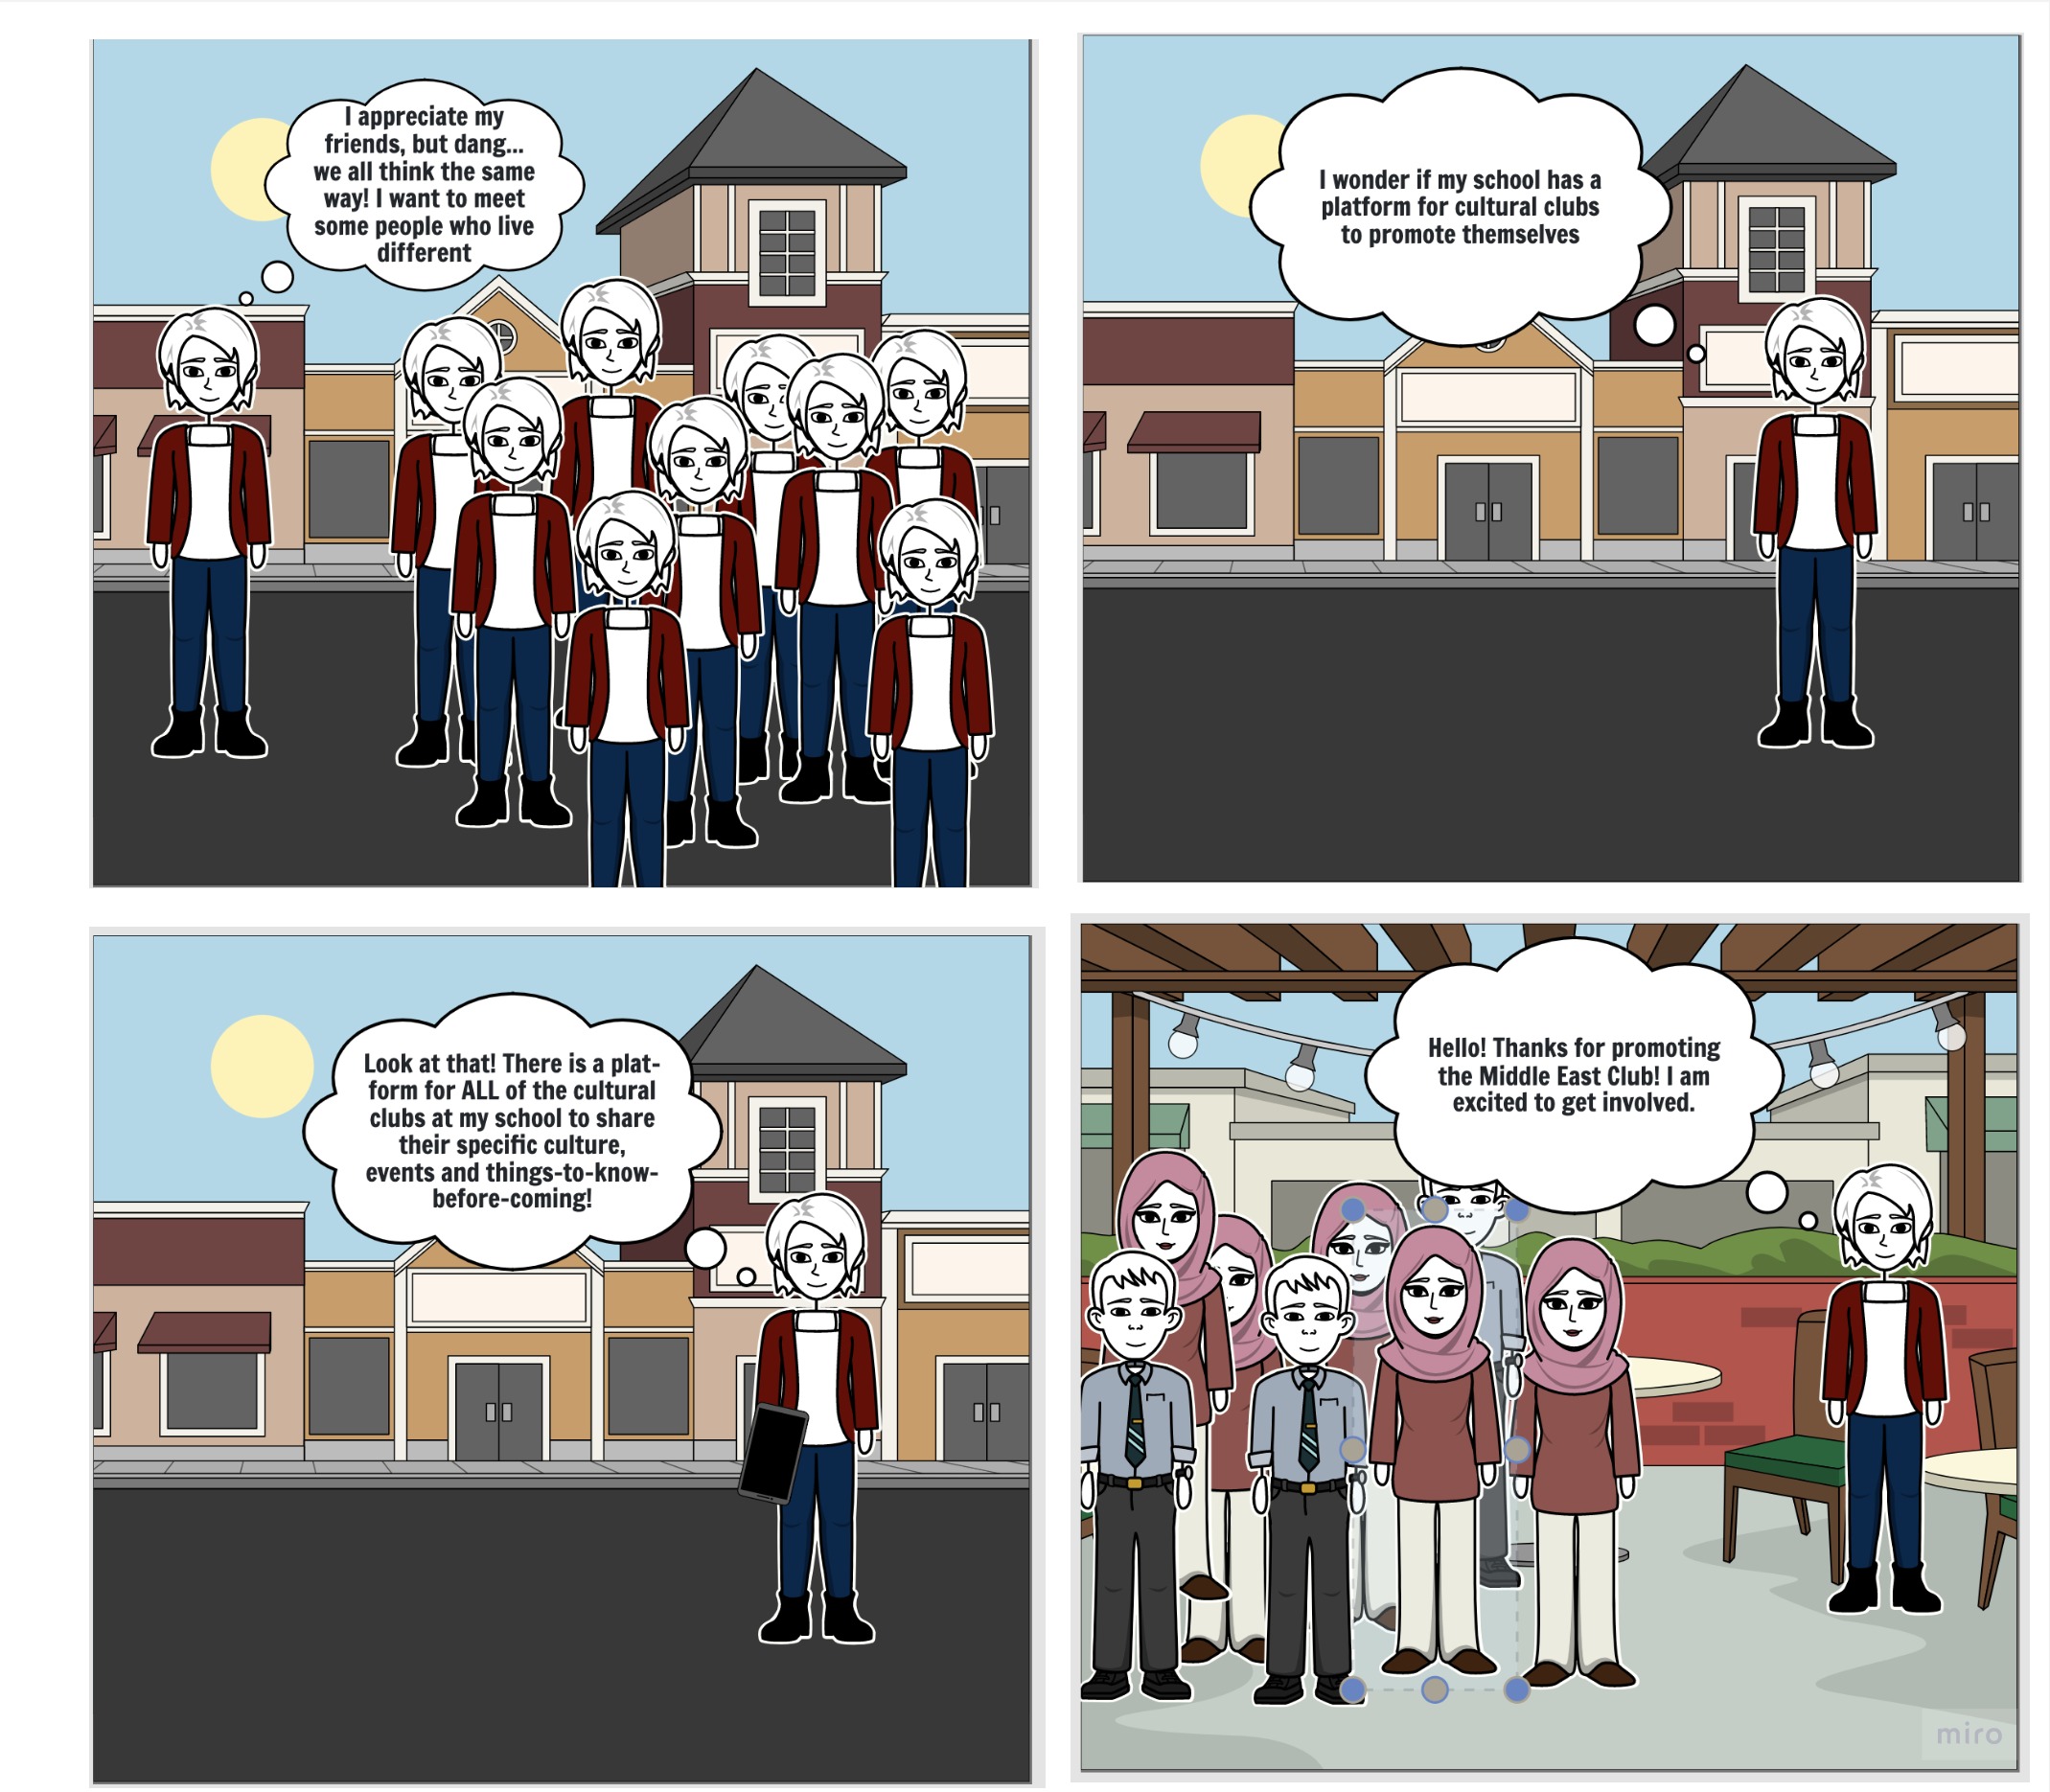 I appreciate my
friends, but dang...
we all think the same
way! I want to meet
some people who live
different
I wonder if my school has a
platform for cultural clubs
to promote themselves
Look at that! There is a plat-
form for ALL of the cultural
clubs at my school to share
their specific culture,
events and things-to-know-
before-coming!
Hello! Thanks for promoting
the Middle East Club! I am
excited to get involved.
miro